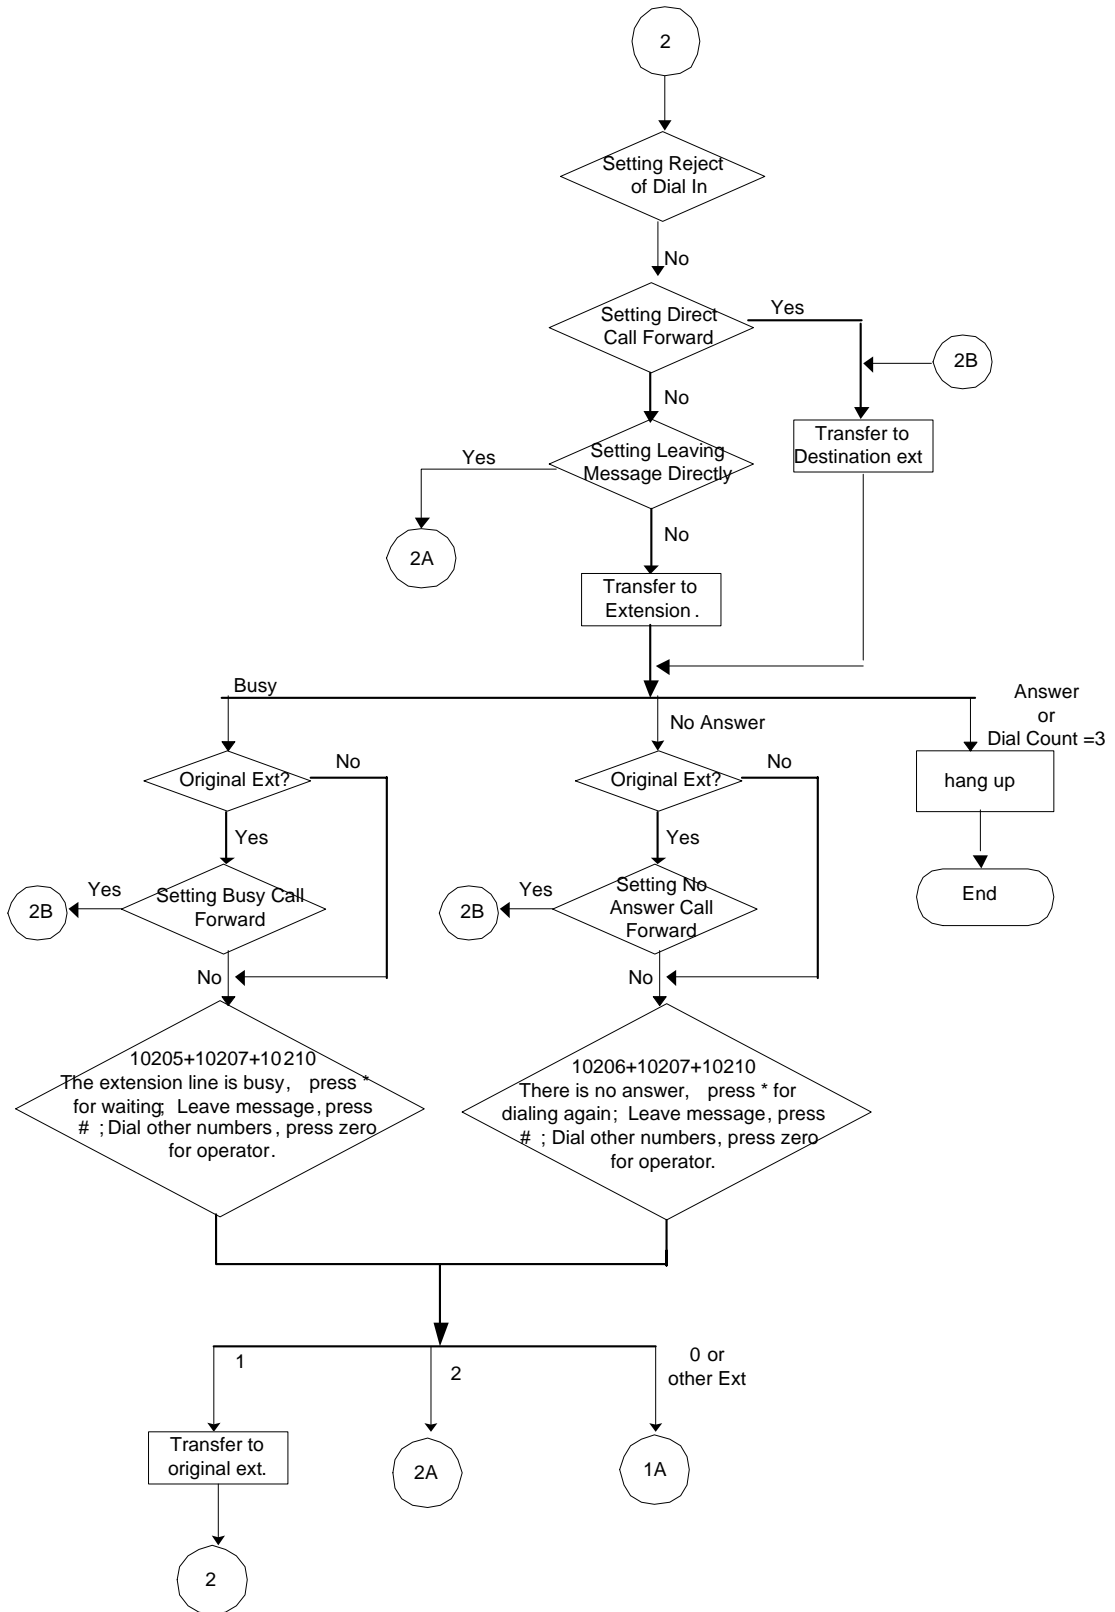 2
Setting Reject
of Dial In
No
Setting Direct
Call Forward
Yes
2B
No
Transfer to
Destination ext
Setting Leaving
Message Directly
Yes
2A
No
Transfer to
Extension .
Busy
No Answer
Answer
or
Dial Count =3
Original Ext?
No
Original Ext?
No
hang up
Yes
Yes
End
2B
Yes
Setting Busy Call
Forward
2B
Yes
Setting No
Answer Call
Forward
No
No
10205+10207+10210
The extension line is busy, press *
for waiting; Leave message, press
# ; Dial other numbers, press zero
for operator.
10206+10207+10210
There is no answer, press * for
dialing again; Leave message, press
# ; Dial other numbers, press zero
for operator.
1
2
0 or
other Ext
Transfer to
original ext.
2A
1A
2